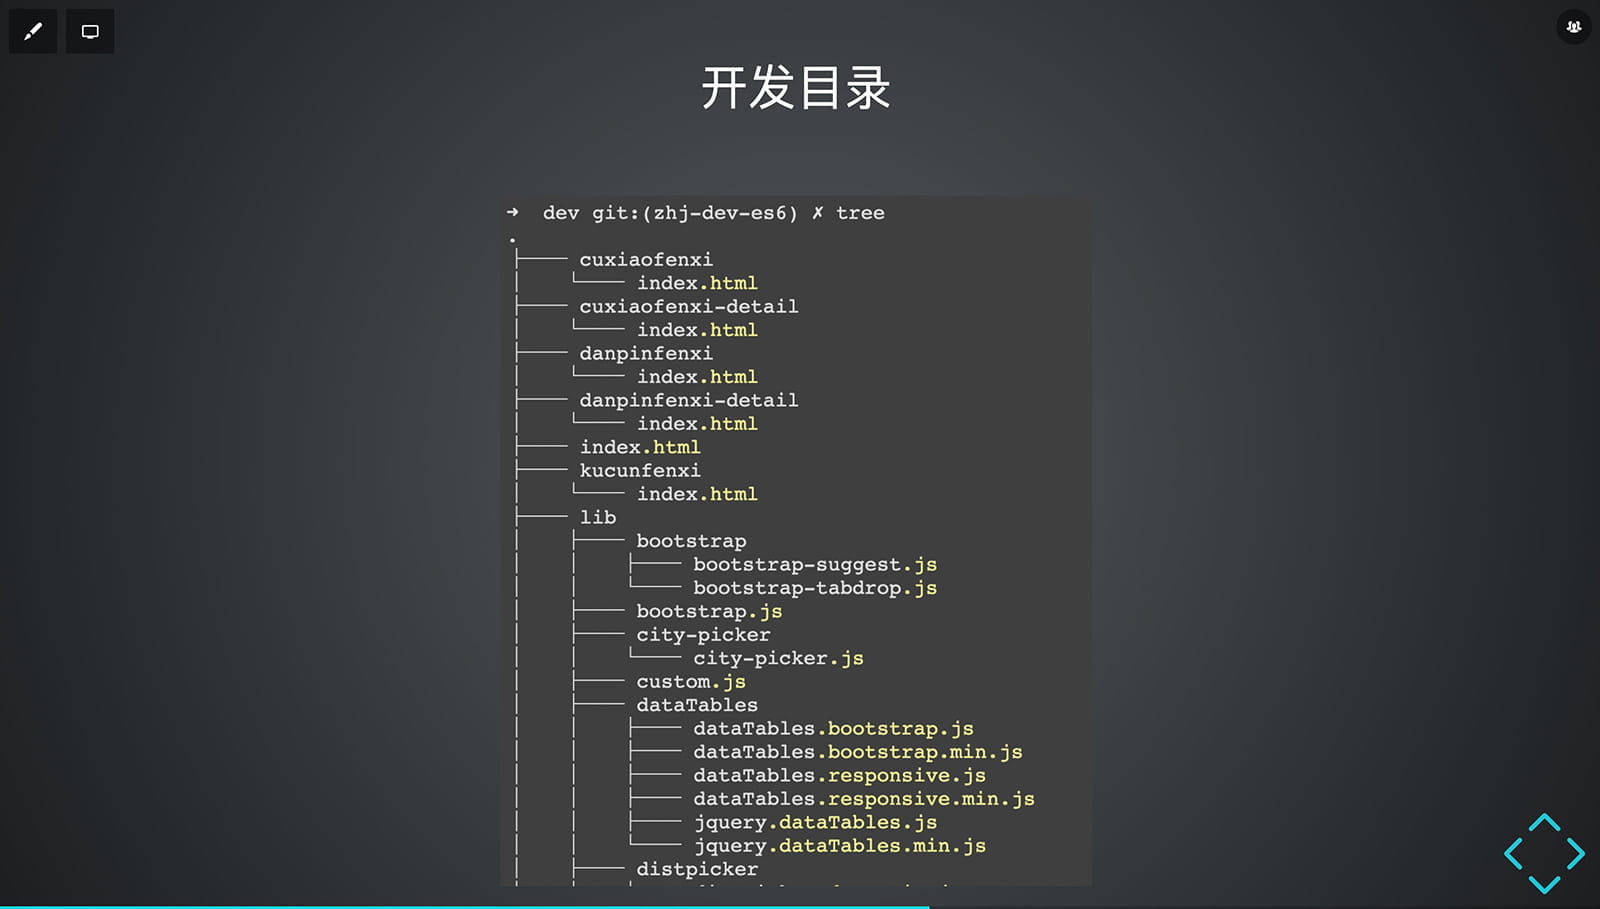 开发目录
➜ dev git:(zhj-dev-es6) ✗ tree
.
├── cuxiaofenxi
│   └── index.html
├── cuxiaofenxi-detail
│   └── index.html
├── danpinfenxi
│   └── index.html
├── danpinfenxi-detail
│   └── index.html
├── index.html
├── kucunfenxi
│   └── index.html
├── lib
│   ├── bootstrap
│   │   ├── bootstrap-suggest.js
│   │   └── bootstrap-tabdrop.js
│   ├── bootstrap.js
│   ├── city-picker
│   │   └── city-picker.js
│   ├── custom.js
│   ├── dataTables
│   │   ├── dataTables.bootstrap.js
│   │   ├── dataTables.bootstrap.min.js
│   │   ├── dataTables.responsive.js
│   │   ├── dataTables.responsive.min.js
│   │   ├── jquery.dataTables.js
│   │   └── jquery.dataTables.min.js
│   ├── distpicker